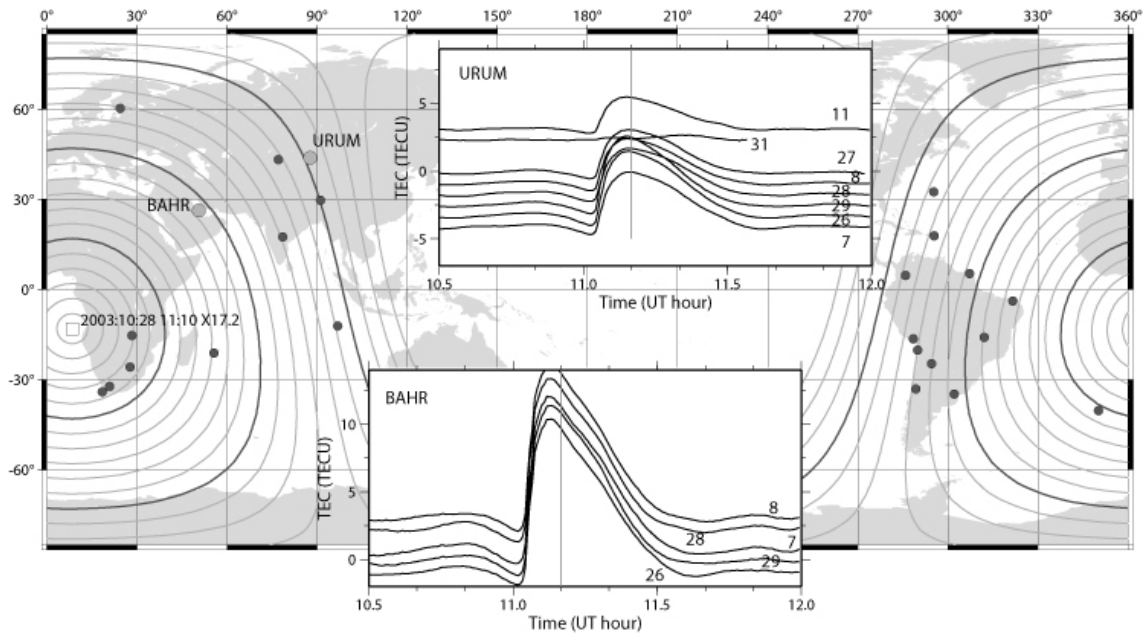 0° 30° 60° 90° 120° 150° 180° 210° 240° 270° 300° 330° 360°
URUM
5
0
-5
TEC (TECU)
11
31
27
8
28
29
26
7
10.5 11.0 11.5 12.0
Time (UT hour)
60°
30°
0°
-30°
-60°
URUM
BAHR
2003:10:28 11:10 X17.2
BAHR
10
5
0
TEC (TECU)
8
28
7
29
26
10.5 11.0 11.5 12.0
Time (UT hour)